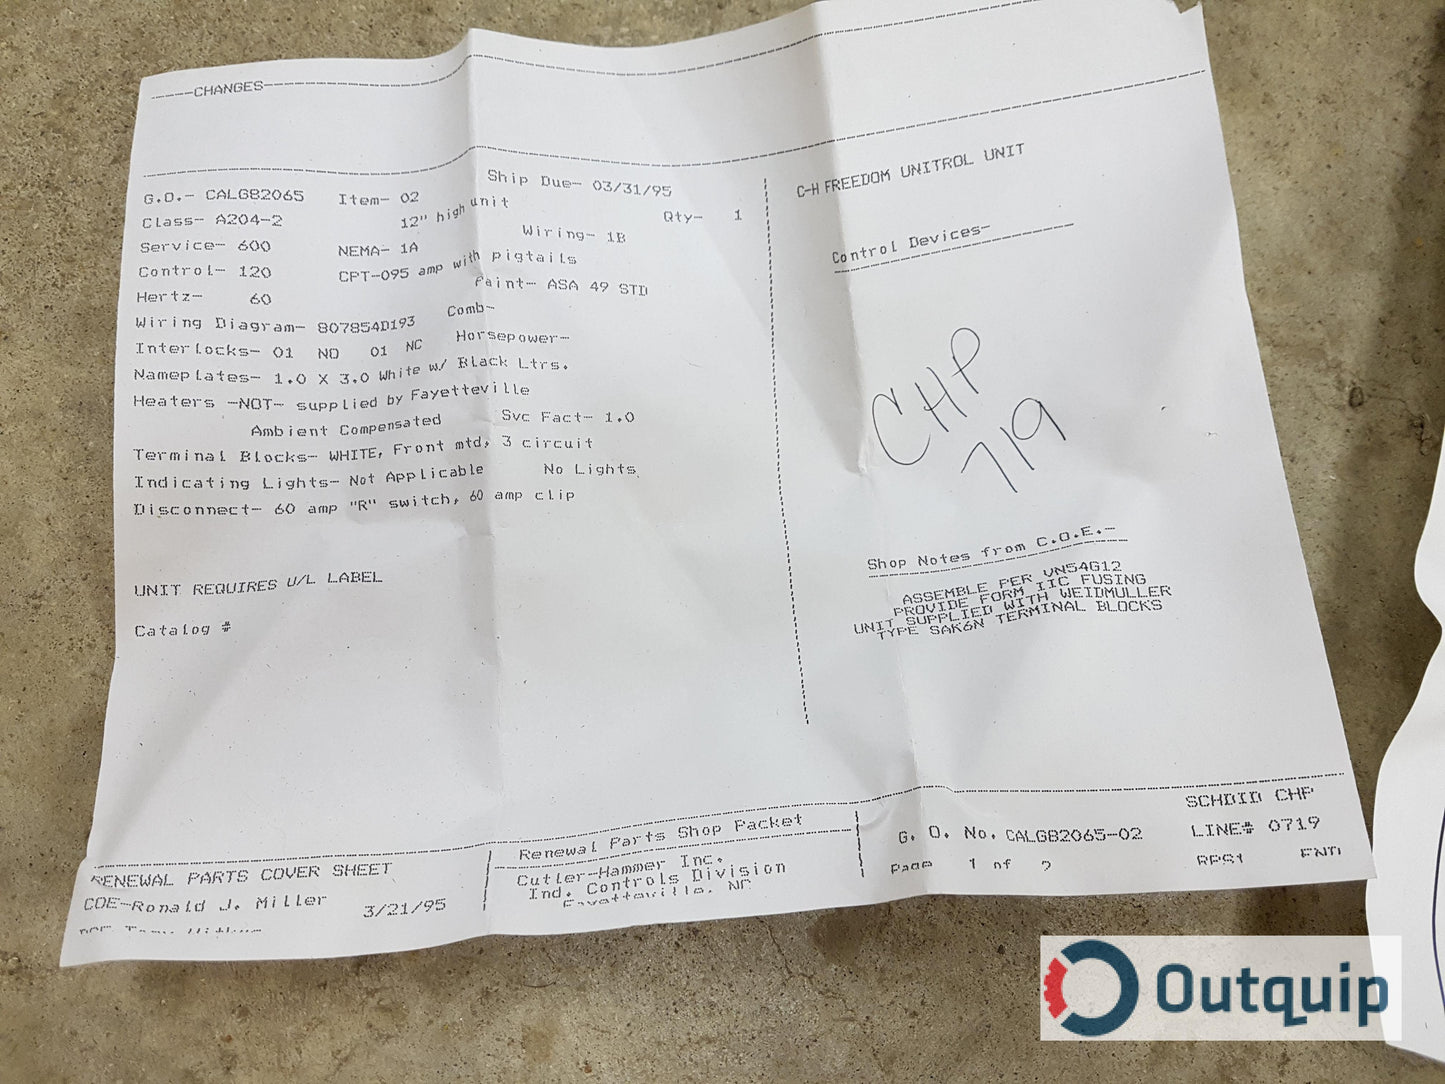 CHANGES
G.O.- CALGB2065 Item- 02 Ship Due- 03/31/95
Class- A204-2 12" high unit Qty- 1
Service- 600 NEMA- 1A Wiring- 1B
Control- 120 CPT-095 amp with pigtails
Hertz- 60 Paint- ASA 49 STD
Wiring Diagram- 807854D193 Comb-
Interlocks- 01 NO 01 NC Horsepower-
Nameplates- 1.0 X 3.0 White w/ Black Ltrs.
Heaters -NOT- supplied by Fayetteville
Ambient Compensated Svc Fact- 1.0
Terminal Blocks- WHITE, Front mtd, 3 circuit
Indicating Lights- Not Applicable No Lights
Disconnect- 60 amp "R" switch, 60 amp clip
UNIT REQUIRES U/L LABEL
Catalog #
C-H FREEDOM UNITROL UNIT
Control Devices-
CHP
719
Shop Notes from C.O.E.-
ASSEMBLE PER VN54G12
PROVIDE FORM IIC FUSING
UNIT SUPPLIED WITH WEIDMULLER
TYPE SAK6N TERMINAL BLOCKS
RENEWAL PARTS COVER SHEET
COE-Ronald J. Miller 3/21/95
Renewal Parts Shop Packet
Cutler-Hammer Inc.
Ind. Controls Division
Fayetteville, NC
G. O. No. CALGB2065-02
Page 1 of 2
SCHDID CHP
LINE# 0719
Outquip